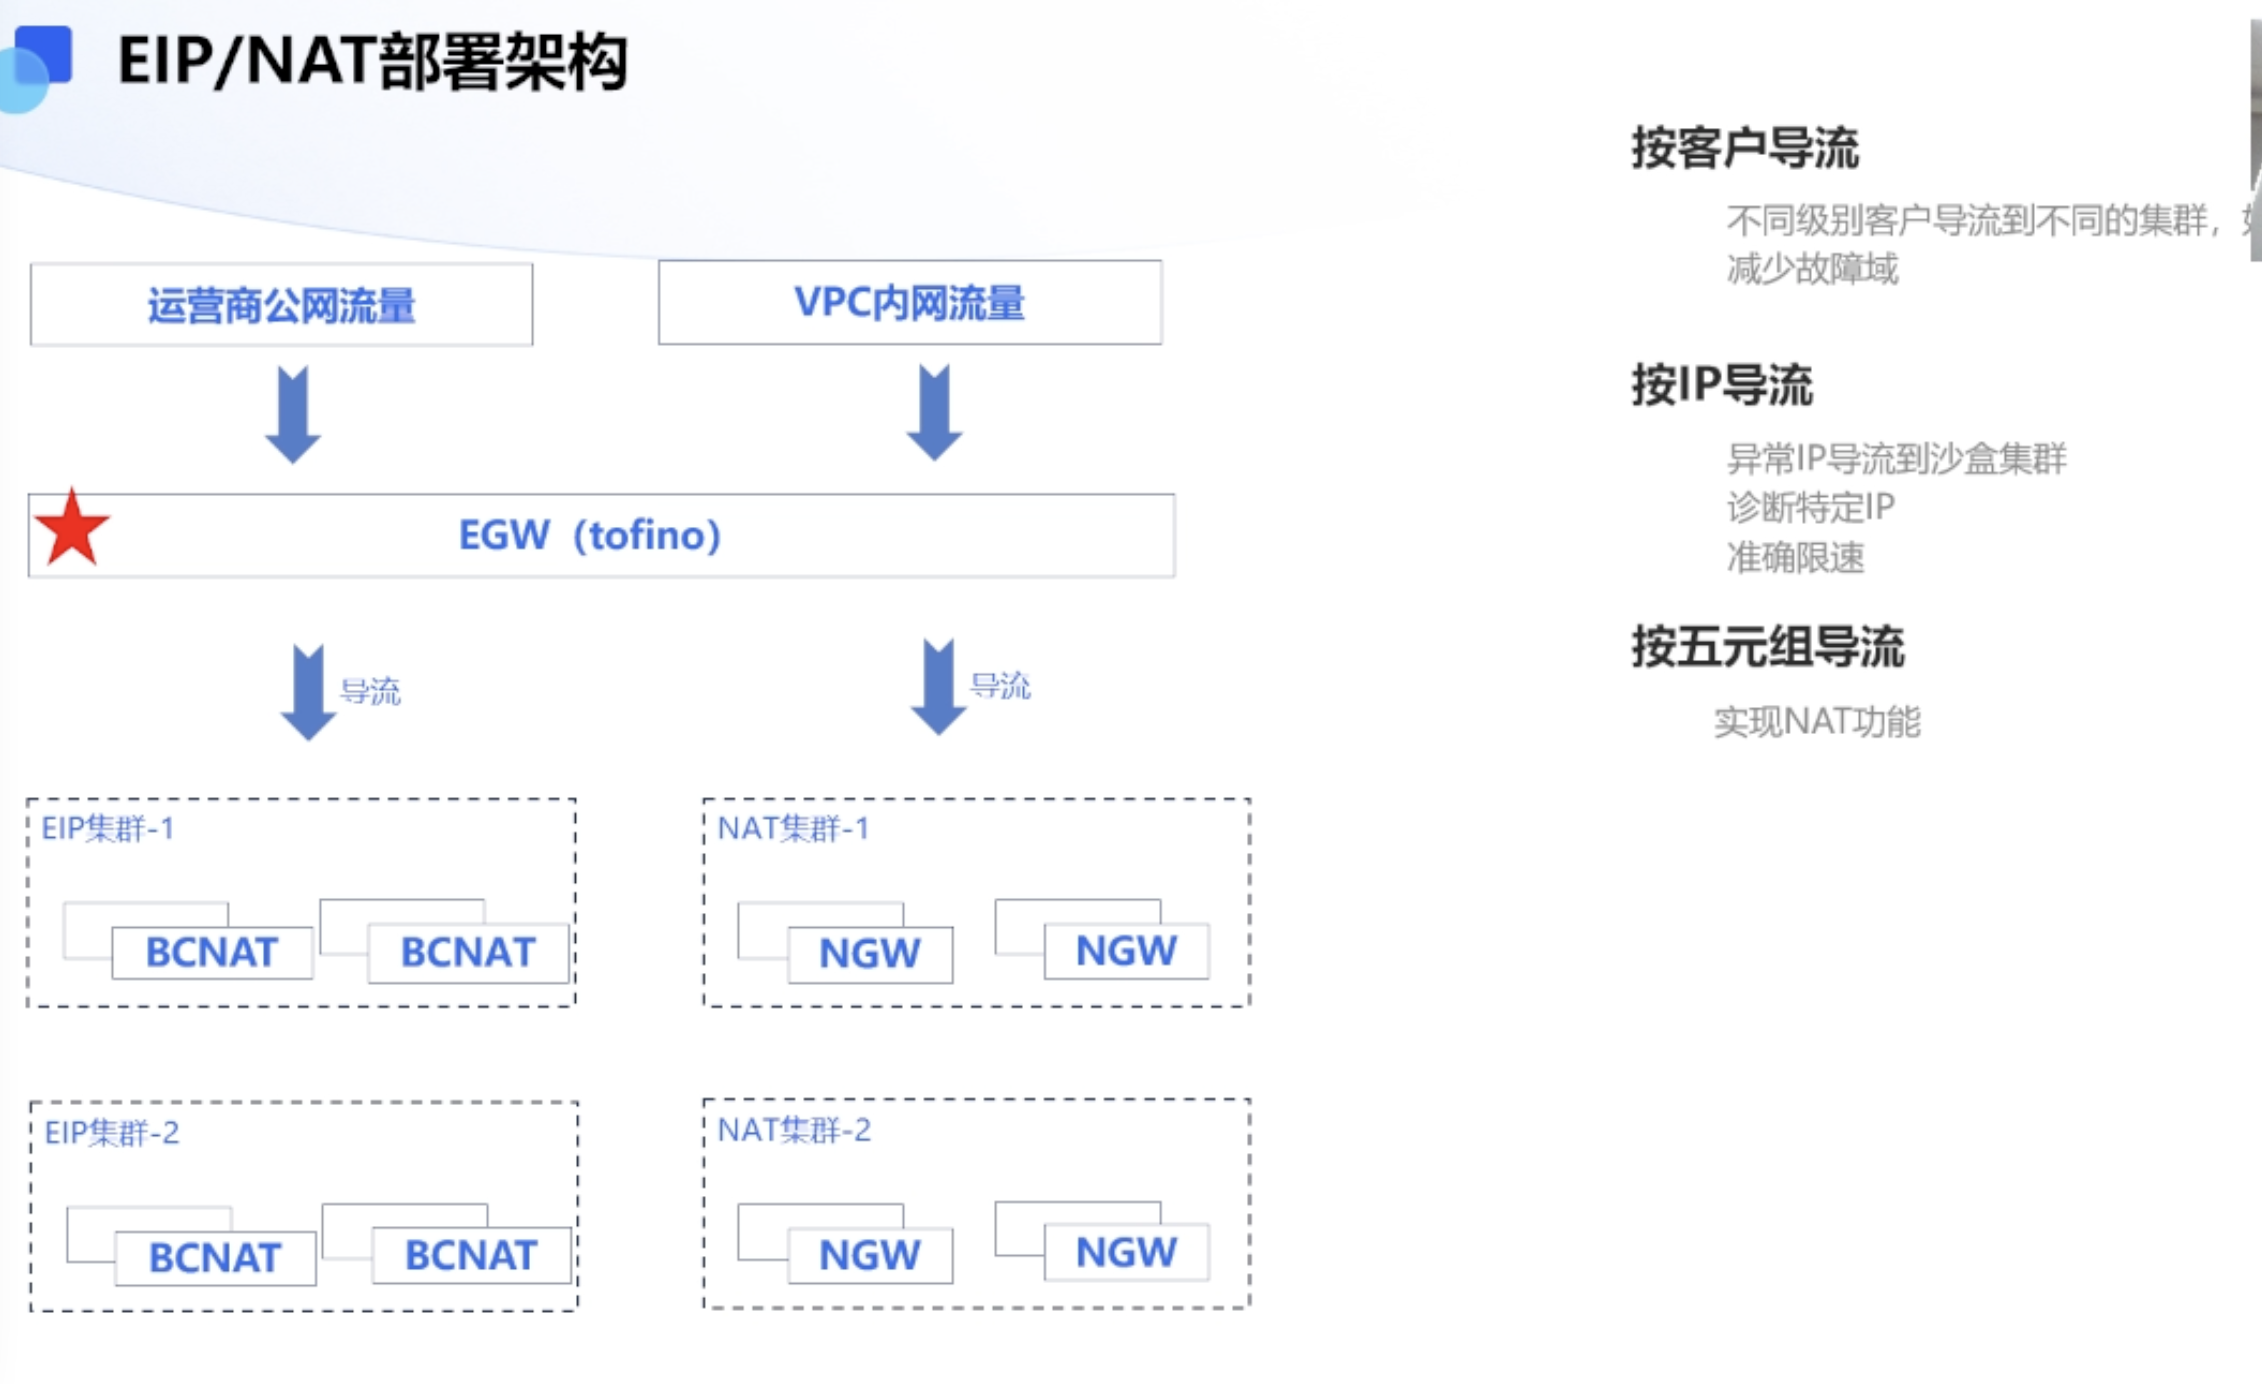 EIP/NAT部署架构
运营商公网流量
VPC内网流量
EGW（tofino）
导流
导流
EIP集群-1
BCNAT
BCNAT
NAT集群-1
NGW
NGW
EIP集群-2
BCNAT
BCNAT
NAT集群-2
NGW
NGW
按客户导流
不同级别客户导流到不同的集群，
减少故障域
按IP导流
异常IP导流到沙盒集群
诊断特定IP
准确限速
按五元组导流
实现NAT功能